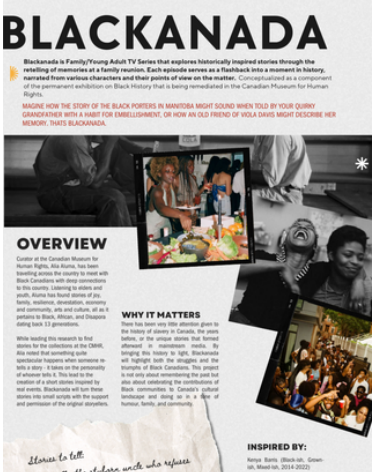 BLACKANADA
Blackanada is Family/Young Adult TV Series that explores historically inspired stories through the
retelling of memories at a family reunion. Each episode serves as a flashback into a moment in history,
narrated from various characters and their points of view on the matter. Conceptualized as a component
of the permanent exhibition on Black History that is being remediated in the Canadian Museum for Human
Rights.
IMAGINE HOW THE STORY OF THE BLACK PORTERS IN MANITOBA MIGHT SOUND WHEN TOLD BY YOUR QUIRKY
GRANDFATHER WITH A HABIT FOR EMBELLISHMENT, OR HOW AN OLD FRIEND OF VIOLA DAVIS MIGHT DESCRIBE HER
MEMORY. THATS BLACKANADA.
OVERVIEW
Curator at the Canadian Museum for
Human Rights, Alia Aluma, has been
travelling across the country to meet with
Black Canadians with deep connections
to this country. Listening to elders and
youth, Aluma has found stories of joy,
family, resilience, devastation, economy
and community, arts and culture, all as it
pertains to Black, African, and Disapora
dating back 13 generations.
While leading this research to find
stories for the collections at the CMHR,
Alia noted that something quite
spectacular happens when someone re-
tells a story - it takes on the personality
of whoever tells it. This lead to the
creation of a short stories inspired by
real events. Blackanada will turn these
stories into small scripts with the support
and permission of the original storytellers.
WHY IT MATTERS
There has been very little attention given to
the history of slavery in Canada, the years
before, or the unique stories that formed
afterward in mainstream media. By
bringing this history to light, Blackanada
will highlight both the struggles and the
triumphs of Black Canadians. This project
is not only about remembering the past but
also about celebrating the contributions of
Black communities to Canada's cultural
landscape and doing so in a tone of
humour, family, and community.
Stories to tell:
stubborn uncle who refuses
INSPIRED BY:
Kenya Barris (Black-ish, Grown-
ish, Mixed-ish, 2014-2022)